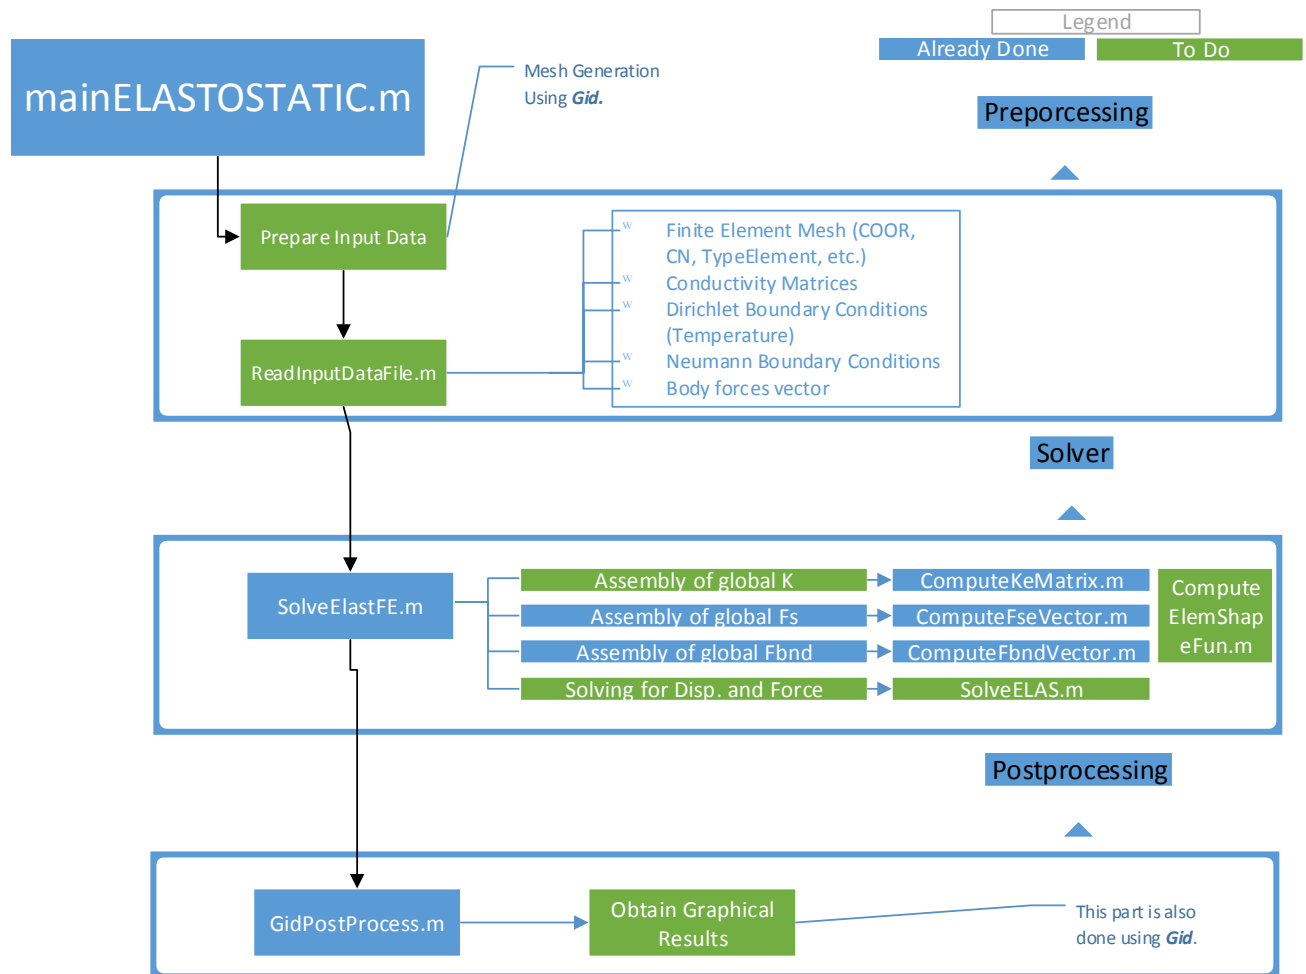 Legend
Already Done
To Do
mainELASTOSTATIC.m
Mesh Generation
Using Gid.
Preporcessing
Prepare Input Data
ReadInputDataFile.m
w Finite Element Mesh (COOR,
CN, TypeElement, etc.)
w Conductivity Matrices
w Dirichlet Boundary Conditions
(Temperature)
w Neumann Boundary Conditions
w Body forces vector
Solver
SolveElastFE.m
Assembly of global K
ComputeKeMatrix.m
Assembly of global Fs
ComputeFseVector.m
Assembly of global Fbnd
ComputeFbndVector.m
Solving for Disp. and Force
SolveELAS.m
Compute
ElemShap
eFun.m
Postprocessing
GidPostProcess.m
Obtain Graphical
Results
This part is also
done using Gid.